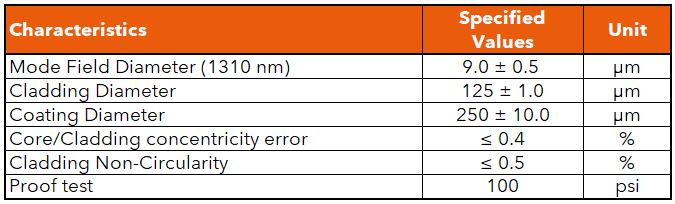 Characteristics Specified Values Unit
Mode Field Diameter (1310 nm) 9.0 ± 0.5 µm
Cladding Diameter 125 ± 1.0 µm
Coating Diameter 250 ± 10.0 µm
Core/Cladding concentricity error ≤ 0.4 %
Cladding Non-Circularity ≤ 0.5 %
Proof test 100 psi